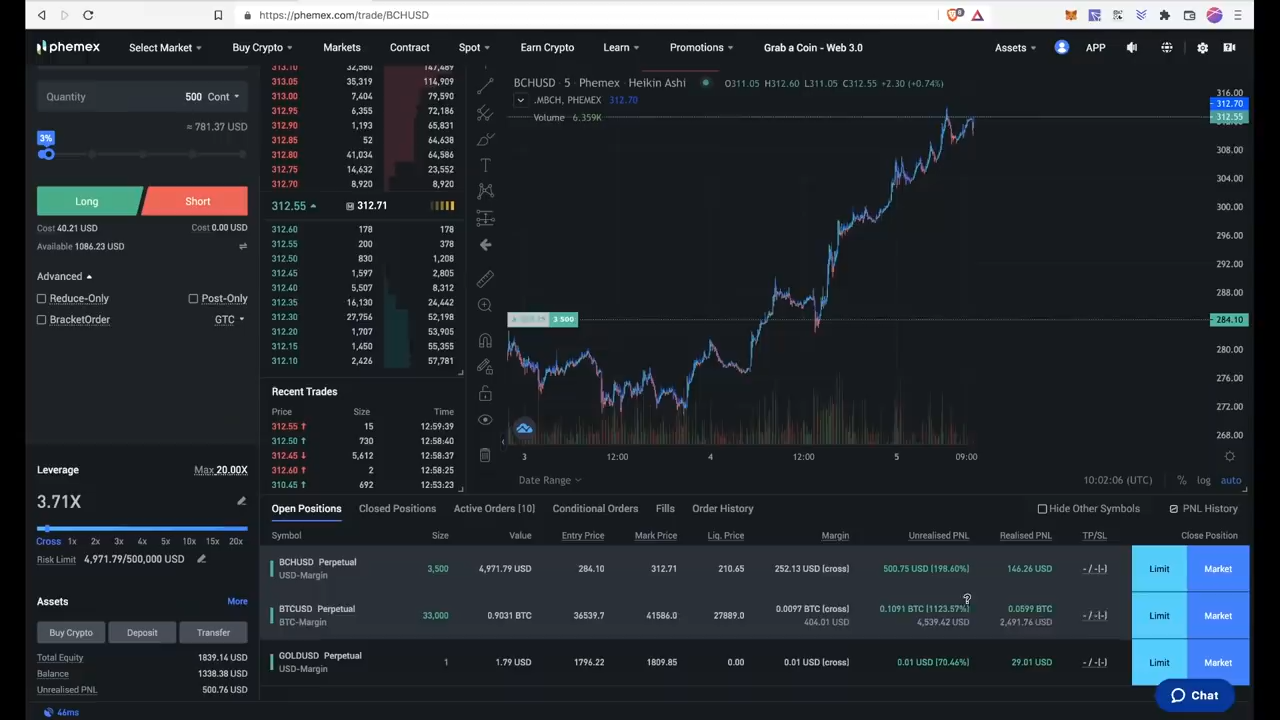 https://phemex.com/trade/BCHUSD
phemex Select Market Buy Crypto Markets Contract Spot Earn Crypto Learn Promotions Grab a Coin - Web 3.0 Assets APP
Quantity 500 Cont
≈ 781.37 USD
3%
Long Short
Cost 40.21 USD Cost 0.00 USD
Available 1086.23 USD
Advanced
Reduce-Only Post-Only
BracketOrder GTC
Leverage Max 20.00X
3.71X
Cross 1x 2x 3x 4x 5x 10x 15x 20x
Risk Limit 4,971.79/500,000 USD
Assets More
Buy Crypto Deposit Transfer
Total Equity 1839.14 USD
Balance 1338.38 USD
Unrealised PNL 500.76 USD
46ms
313.10 32,580 147,489
313.05 35,319 114,909
313.00 7,404 79,590
312.95 6,355 72,186
312.90 1,193 65,831
312.85 52 64,638
312.80 41,034 64,586
312.75 14,632 23,552
312.70 8,920 8,920
312.55 M 312.71
312.60 178 178
312.55 200 378
312.50 830 1,208
312.45 1,597 2,805
312.40 5,507 8,312
312.35 16,130 24,442
312.30 27,756 52,198
312.20 1,707 53,905
312.15 1,450 55,355
312.10 2,426 57,781
Recent Trades
Price Size Time
312.55 ↑ 15 12:59:39
312.50 ↑ 730 12:58:40
312.45 ↓ 5,612 12:58:37
312.60 ↑ 2 12:58:25
310.45 ↑ 692 12:53:23
BCHUSD · 5 · Phemex · Heikin Ashi O311.05 H312.60 L311.05 C312.55 +2.30 (+0.74%)
.MBCH, PHEMEX 312.70
Volume 6.359K
316.00
312.70
312.55
308.00
304.00
300.00
296.00
292.00
288.00
284.10
280.00
276.00
272.00
268.00
3 500
3 12:00 4 12:00 5 09:00
Date Range 10:02:06 (UTC) % log auto
Open Positions Closed Positions Active Orders [10] Conditional Orders Fills Order History Hide Other Symbols PNL History
Symbol Size Value Entry Price Mark Price Liq. Price Margin Unrealised PNL Realised PNL TP/SL Close Position
BCHUSD Perpetual
USD-Margin
3,500 4,971.79 USD 284.10 312.71 210.65 252.13 USD (cross) 500.75 USD (198.60%) 146.26 USD - / -(-) Limit Market
BTCUSD Perpetual
BTC-Margin
33,000 0.9031 BTC 36539.7 41586.0 27889.0 0.0097 BTC (cross) 0.1091 BTC (1123.57%) 0.0599 BTC - / -(-) Limit Market
404.01 USD 4,539.42 USD 2,491.76 USD
GOLDUSD Perpetual
USD-Margin
1 1.79 USD 1796.22 1809.85 0.00 0.01 USD (cross) 0.01 USD (70.46%) 29.01 USD - / -(-) Limit Market
Chat